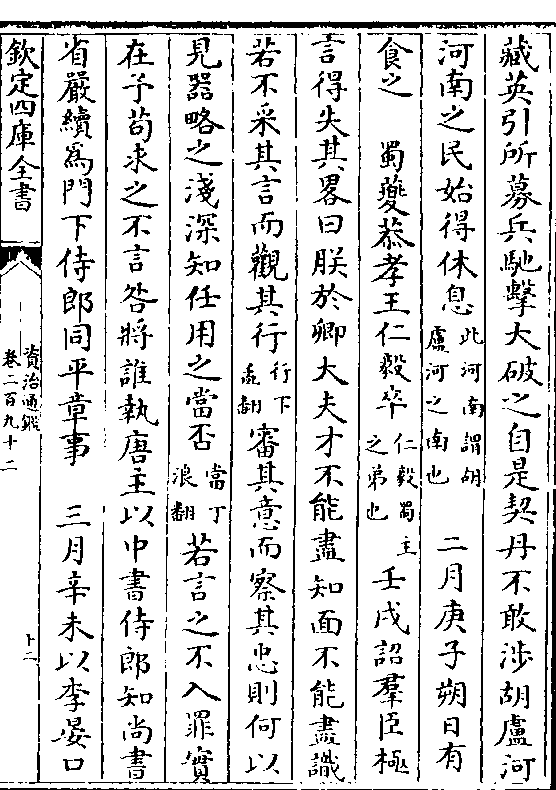 藏英引所募兵馳擊大破之自是契丹不敢涉胡盧河
河南之民始得休息此河南謂胡盧河之南也 二月庚子朔日有
食之 蜀夔恭孝王仁毅卒仁毅蜀主之弟也 壬戌詔羣臣極
言得失其畧曰朕於卿大夫才不能盡知面不能盡識
若不采其言而觀其行行下孟翻審其意而察其忠則何以
見器略之淺深知任用之當否當丁浪翻若言之不入罪實
在予苟求之不言咎將誰執唐主以中書侍郎知尚書
省嚴續為門下侍郎同平章事 三月辛未以李晏口
欽定四庫全書
資治通鑑
卷二百九十二
十二